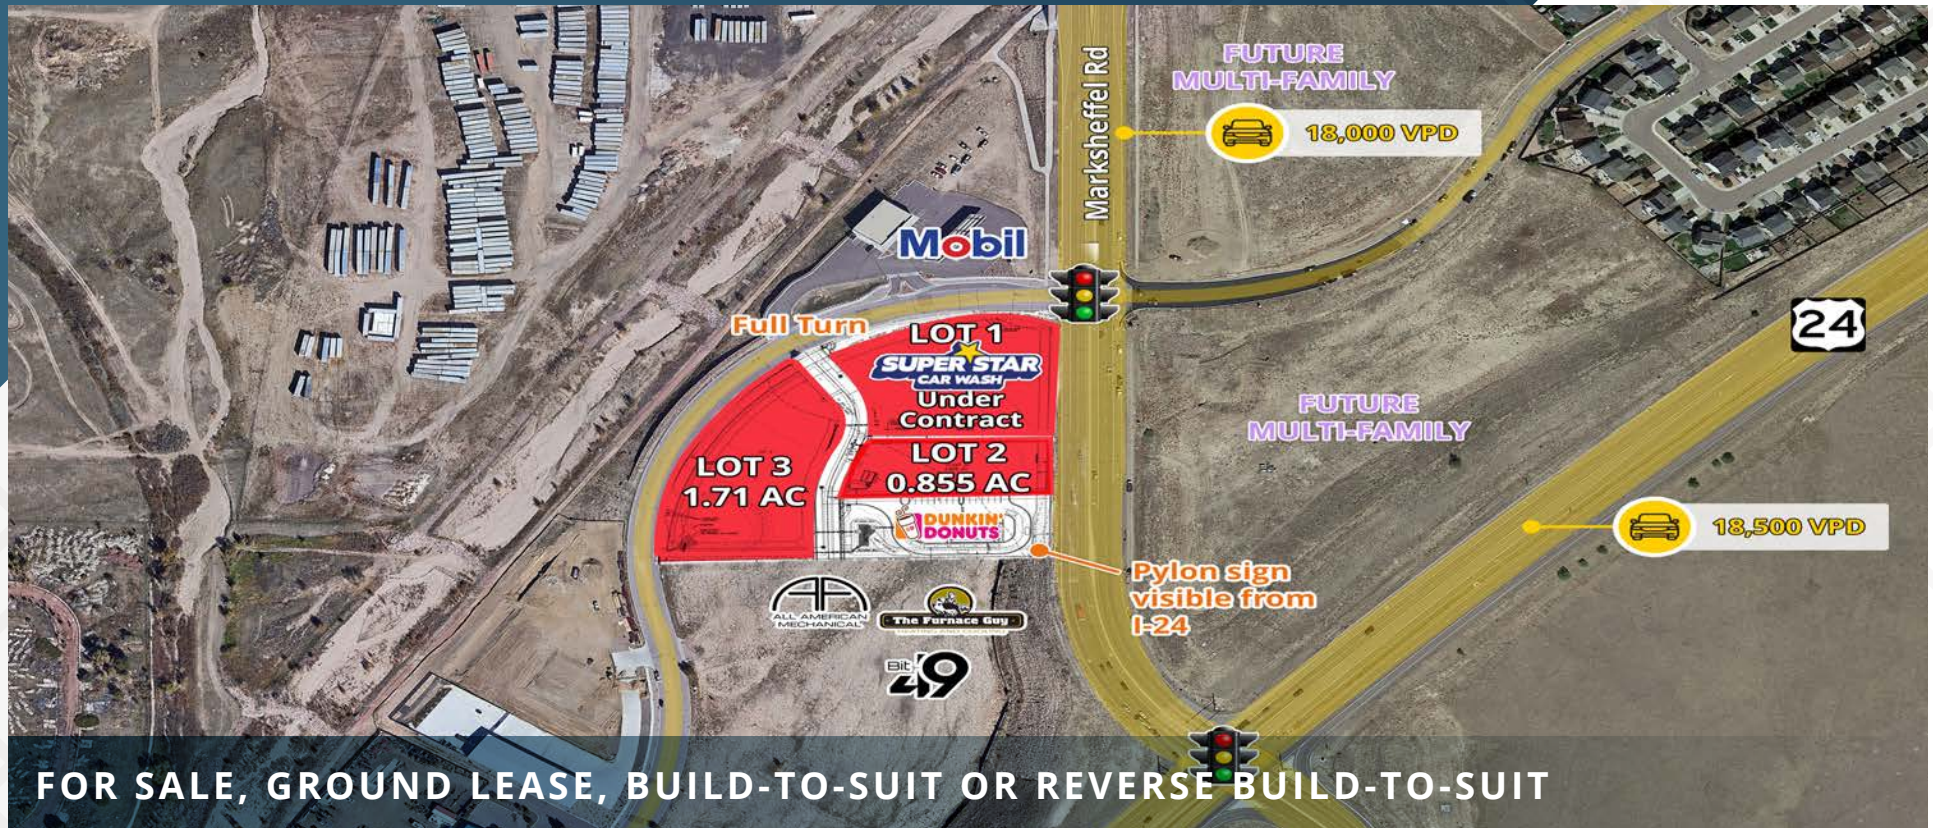 Marksheffel Rd
FUTURE
MULTI-FAMILY
18,000 VPD
Mobil
Full Turn
24
LOT 1
SUPER STAR
CAR WASH
Under
Contract
LOT 2
0.855 AC
LOT 3
1.71 AC
FUTURE
MULTI-FAMILY
DUNKIN'
DONUTS
18,500 VPD
Pylon sign
visible from
I-24
ALL AMERICAN
MECHANICAL
The Furnace Guy
HEATING AND COOLING
Bit
49
FOR SALE, GROUND LEASE, BUILD-TO-SUIT OR REVERSE BUILD-TO-SUIT